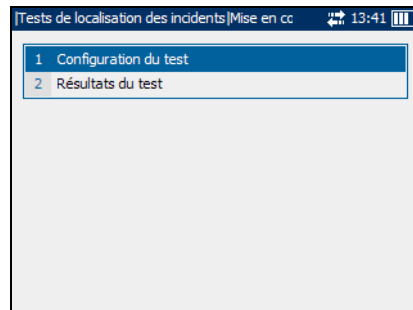 |Tests de localisation des incidents|Mise en cc 13:41
1 Configuration du test
2 Résultats du test